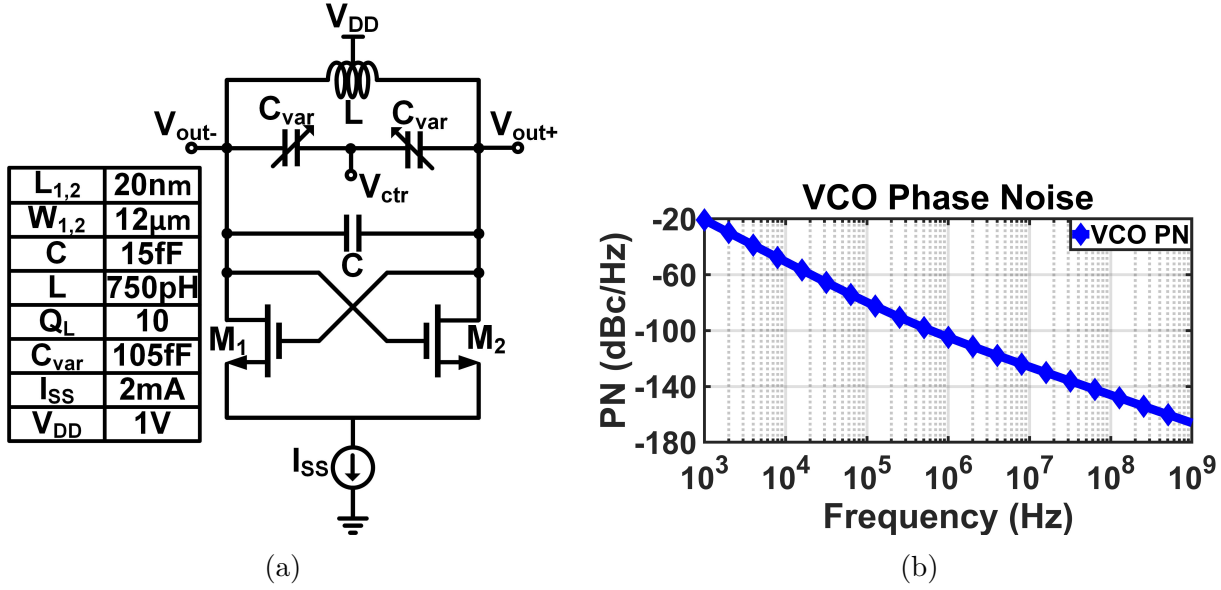 V_DD
C_var
L
C_var
V_out-
V_out+
V_ctr
L_1,2 20nm
W_1,2 12µm
C 15fF
L 750pH
Q_L 10
C_var 105fF
I_SS 2mA
V_DD 1V
C
M_1
M_2
I_SS
(a)
VCO Phase Noise
VCO PN
PN (dBc/Hz)
-20
-60
-100
-140
-180
10^3 10^4 10^5 10^6 10^7 10^8 10^9
Frequency (Hz)
(b)